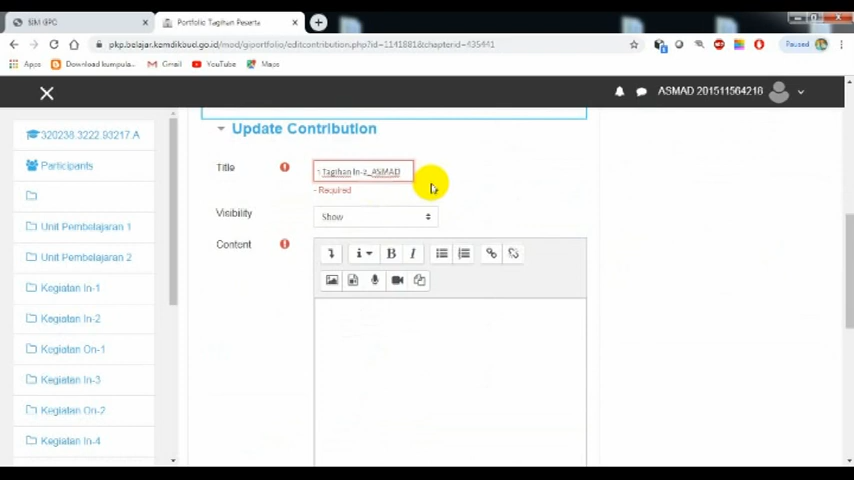 SIM GPO
Portfolio Tagihan Peserta
pkp.belajar.kemdikbud.go.id/mod/giportfolio/editcontribution.php?id=1141881&chapterid=435441
Paused
Apps
Download kumpula...
Gmail
YouTube
Maps
ASMAD 201511564218
320238.3222.93217.A
Participants
Unit Pembelajaran 1
Unit Pembelajaran 2
Kegiatan In-1
Kegiatan In-2
Kegiatan On-1
Kegiatan In-3
Kegiatan On-2
Kegiatan In-4
Update Contribution
Title
Tagihan In-2_ASMAD
- Required
Visibility
Show
Content
B
I